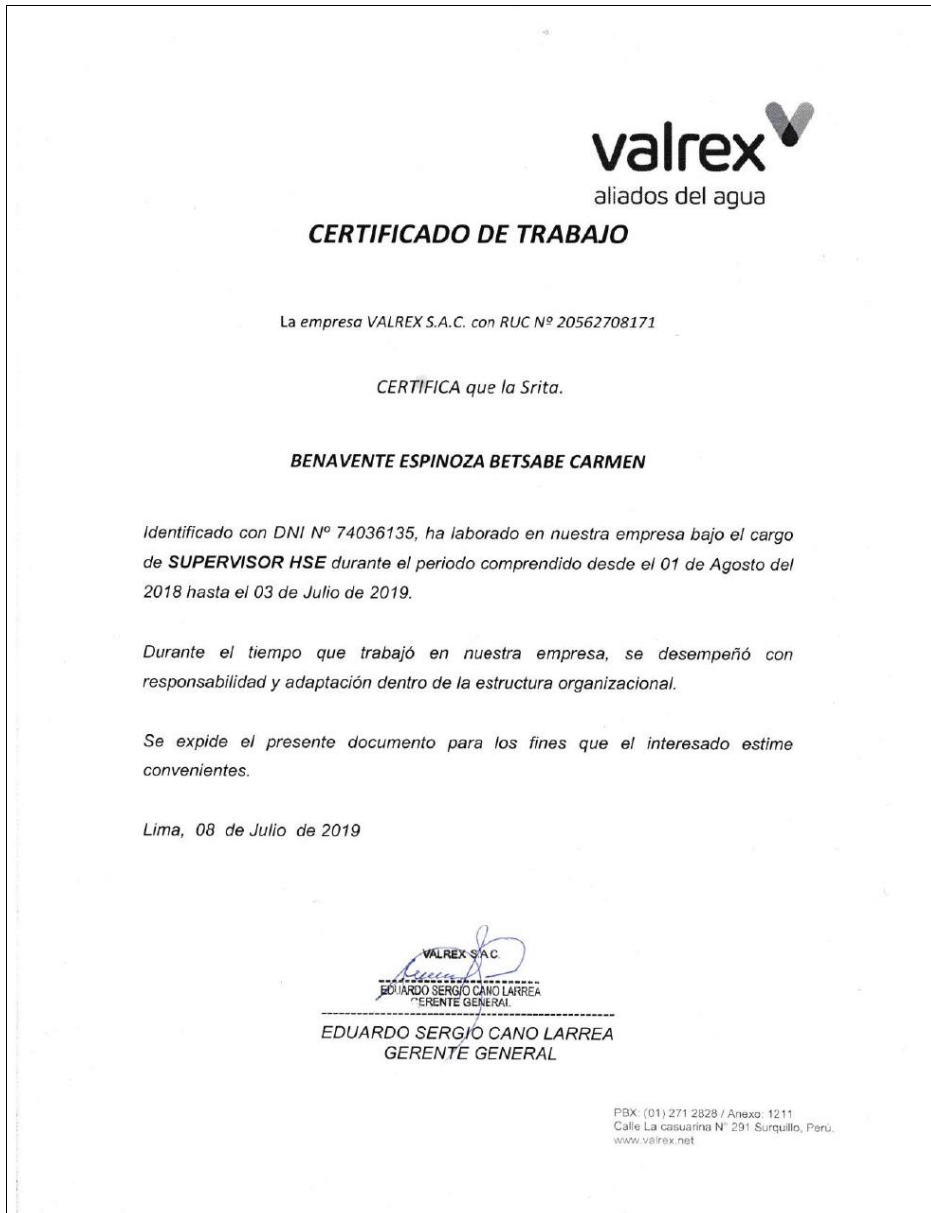 valrex
aliados del agua
CERTIFICADO DE TRABAJO
La empresa VALREX S.A.C. con RUC Nº 20562708171
CERTIFICA que la Srita.
BENAVENTE ESPINOZA BETSABE CARMEN
Identificado con DNI Nº 74036135, ha laborado en nuestra empresa bajo el cargo
de SUPERVISOR HSE durante el periodo comprendido desde el 01 de Agosto del
2018 hasta el 03 de Julio de 2019.
Durante el tiempo que trabajó en nuestra empresa, se desempeñó con
responsabilidad y adaptación dentro de la estructura organizacional.
Se expide el presente documento para los fines que el interesado estime
convenientes.
Lima, 08 de Julio de 2019
VALREX S.A.C.
EDUARDO SERGIO CANO LARREA
GERENTE GENERAL
EDUARDO SERGIO CANO LARREA
GERENTE GENERAL
PBX: (01) 271 2828 / Anexo: 1211
Calle La casuarina N° 291 Surquillo, Perú.
www.valrex.net